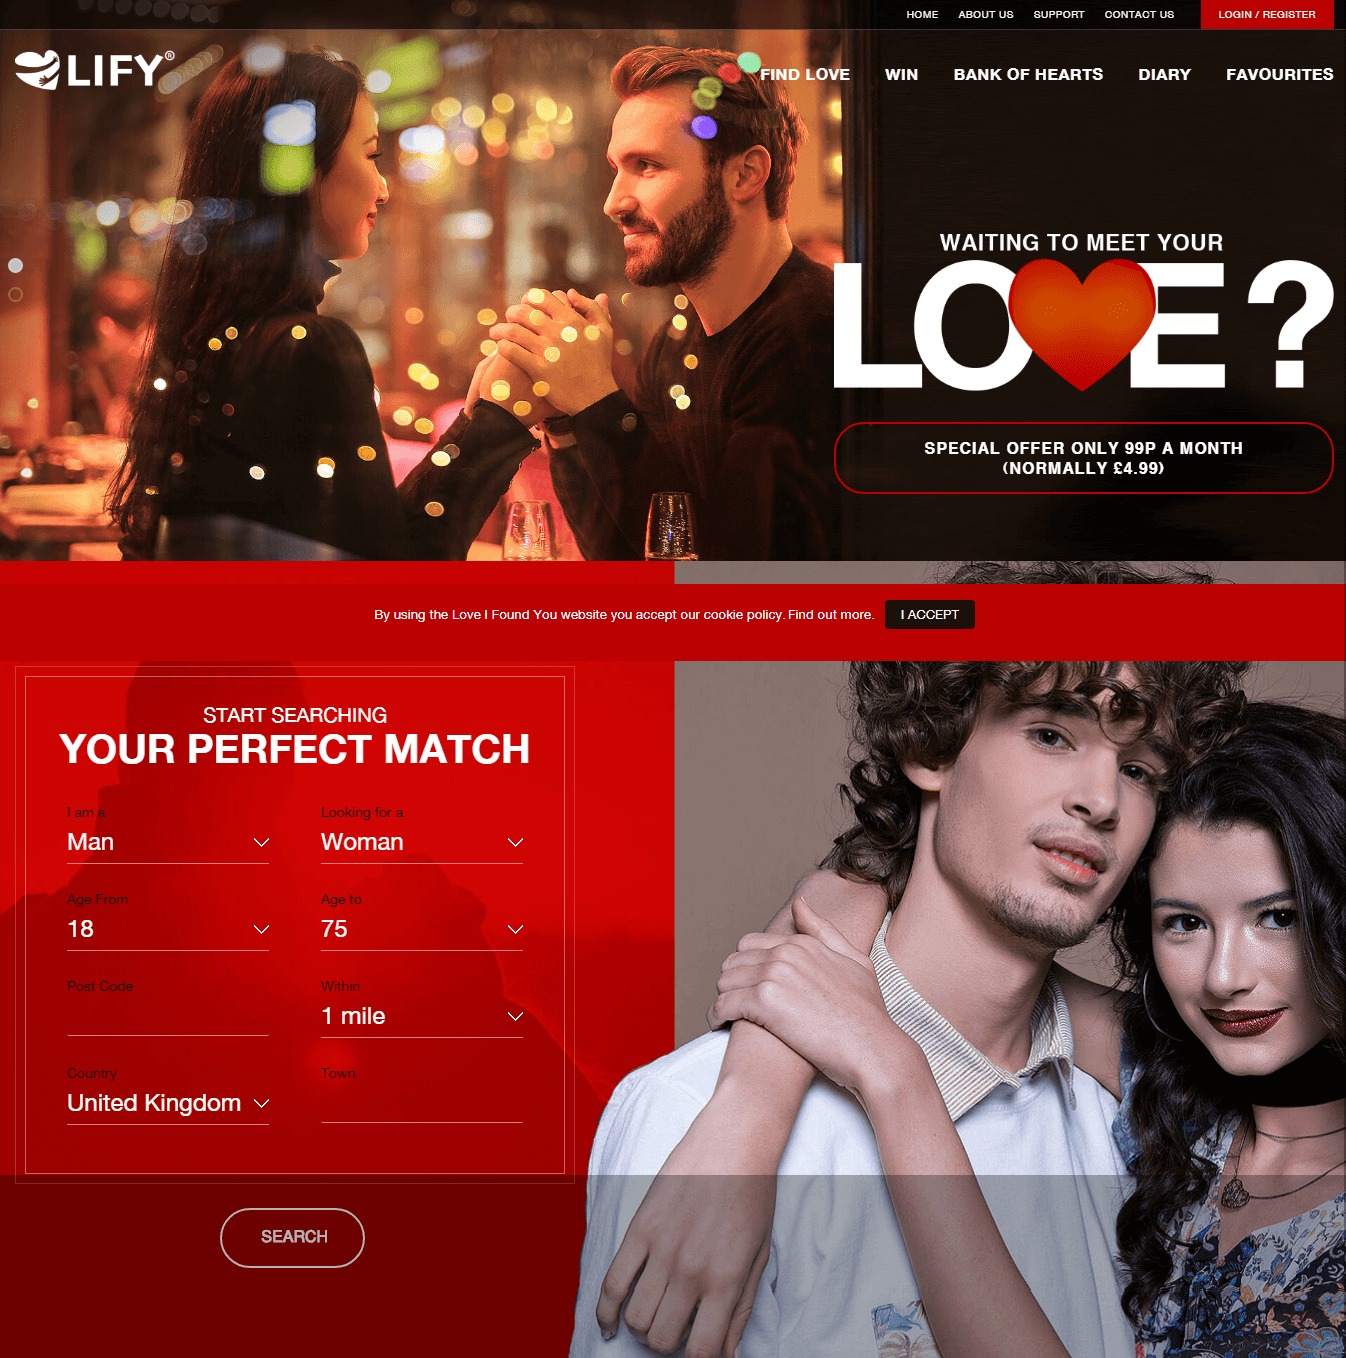 HOME ABOUT US SUPPORT CONTACT US LOGIN / REGISTER
LIFY®
FIND LOVE WIN BANK OF HEARTS DIARY FAVOURITES
WAITING TO MEET YOUR
LO❤E?
SPECIAL OFFER ONLY 99P A MONTH
(NORMALLY £4.99)
By using the Love I Found You website you accept our cookie policy. Find out more. I ACCEPT
START SEARCHING
YOUR PERFECT MATCH
I am a Looking for a
Man Woman
Age From Age to
18 75
Post Code Within
1 mile
Country Town
United Kingdom
SEARCH